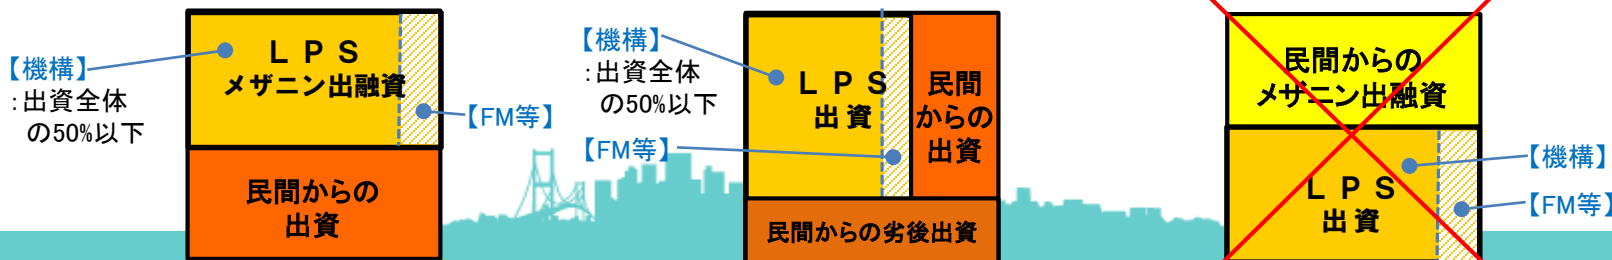 【機構】
：出資全体
の50%以下
ＬＰＳ
メザニン出融資
【FM等】
民間からの
出資
【機構】
：出資全体
の50%以下
【FM等】
ＬＰＳ
出資
民間
からの
出資
民間からの劣後出資
民間からの
メザニン出融資
ＬＰＳ
出資
【機構】
【FM等】